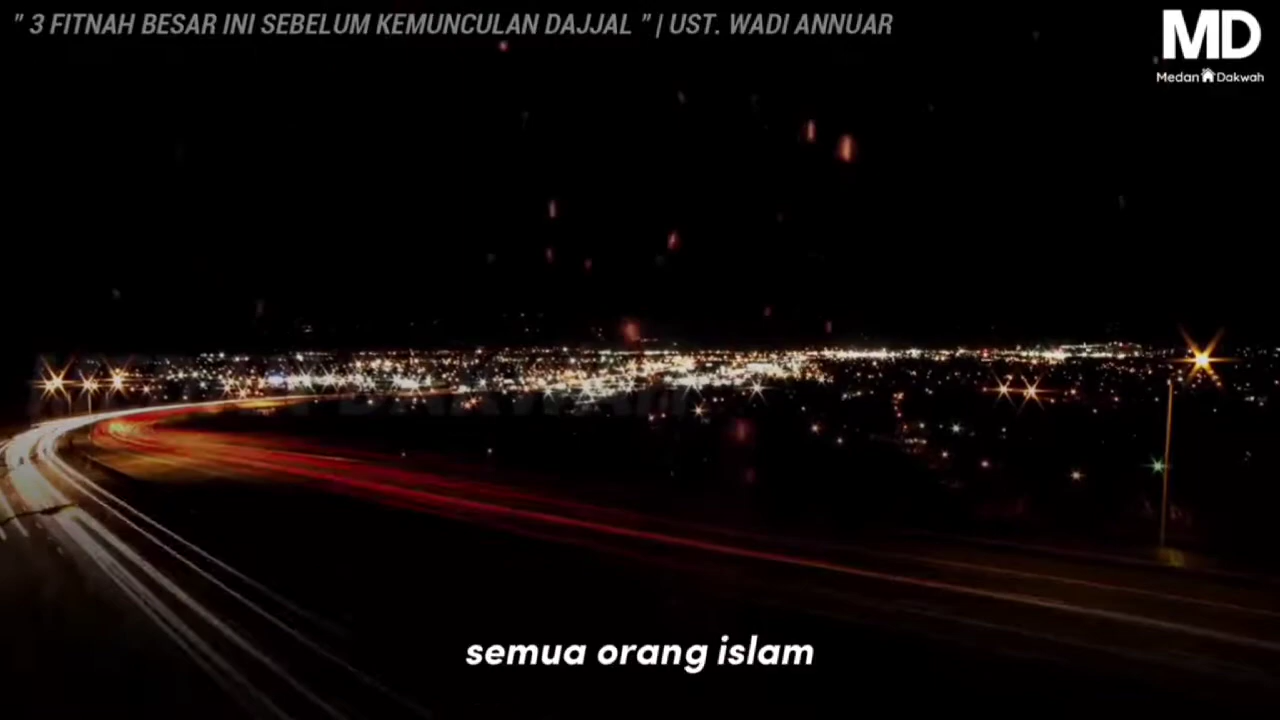 " 3 FITNAH BESAR INI SEBELUM KEMUNCULAN DAJJAL " | UST. WADI ANNUAR
MD
Medan Dakwah
semua orang islam